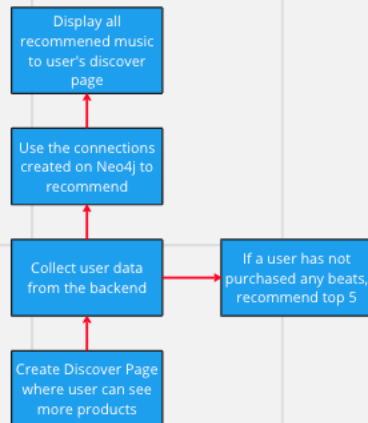 Display all
recommened music
to user's discover
page
Use the connections
created on Neo4j to
recommend
Collect user data
from the backend
If a user has not
purchased any beats,
recommend top 5
Create Discover Page
where user can see
more products